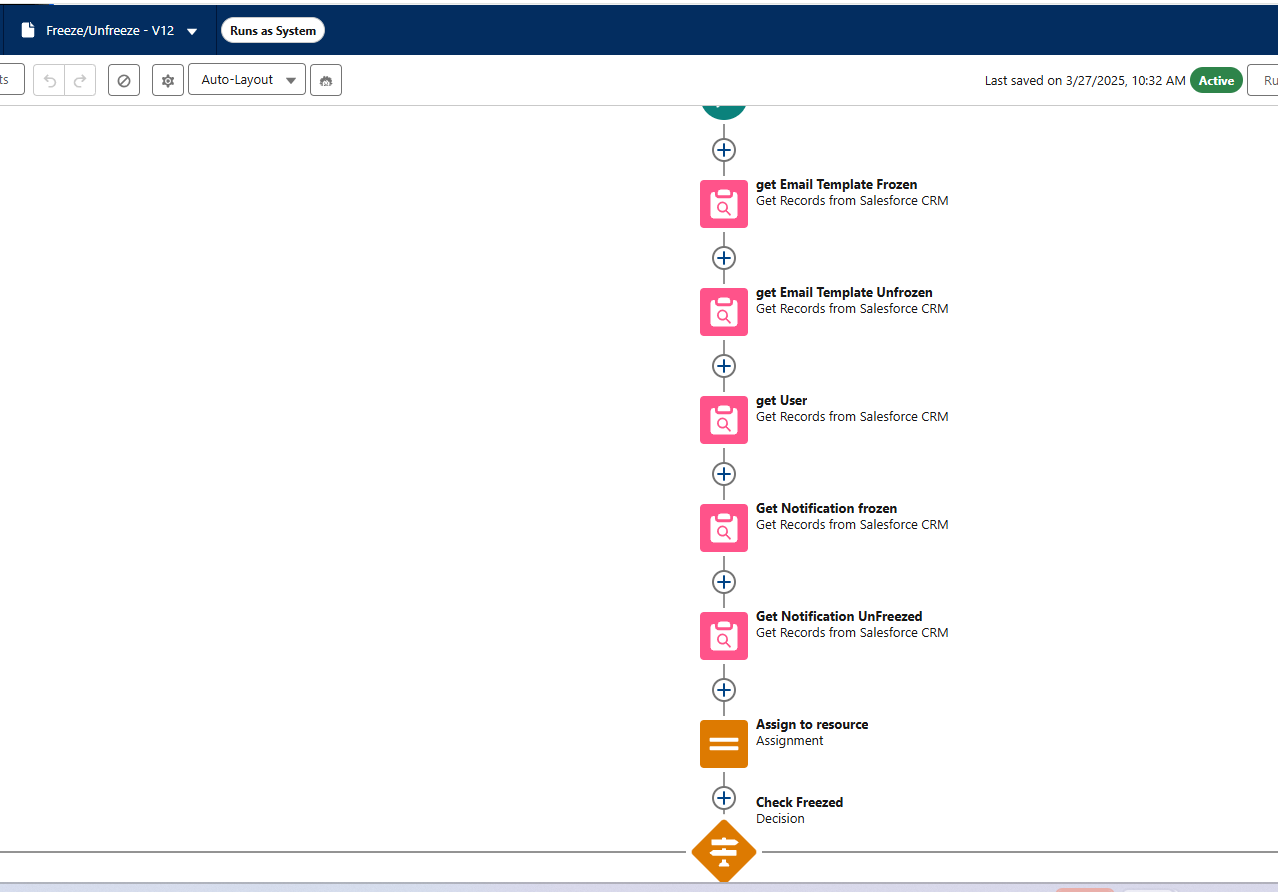 Freeze/Unfreeze - V12
Runs as System
ts
Auto-Layout
Last saved on 3/27/2025, 10:32 AM
Active
Ru
get Email Template Frozen
Get Records from Salesforce CRM
get Email Template Unfrozen
Get Records from Salesforce CRM
get User
Get Records from Salesforce CRM
Get Notification frozen
Get Records from Salesforce CRM
Get Notification UnFreezed
Get Records from Salesforce CRM
Assign to resource
Assignment
Check Freezed
Decision